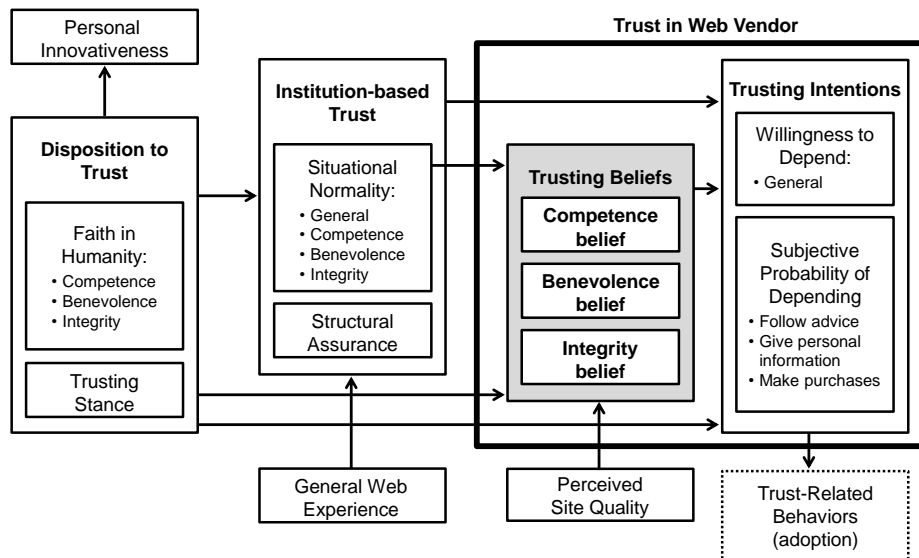 Personal
Innovativeness
Disposition to
Trust
Faith in
Humanity:
• Competence
• Benevolence
• Integrity
Trusting
Stance
Institution-based
Trust
Situational
Normality:
• General
• Competence
• Benevolence
• Integrity
Structural
Assurance
General Web
Experience
Trust in Web Vendor
Trusting Beliefs
Competence
belief
Benevolence
belief
Integrity
belief
Perceived
Site Quality
Trusting Intentions
Willingness to
Depend:
• General
Subjective
Probability of
Depending
• Follow advice
• Give personal
information
• Make purchases
Trust-Related
Behaviors
(adoption)